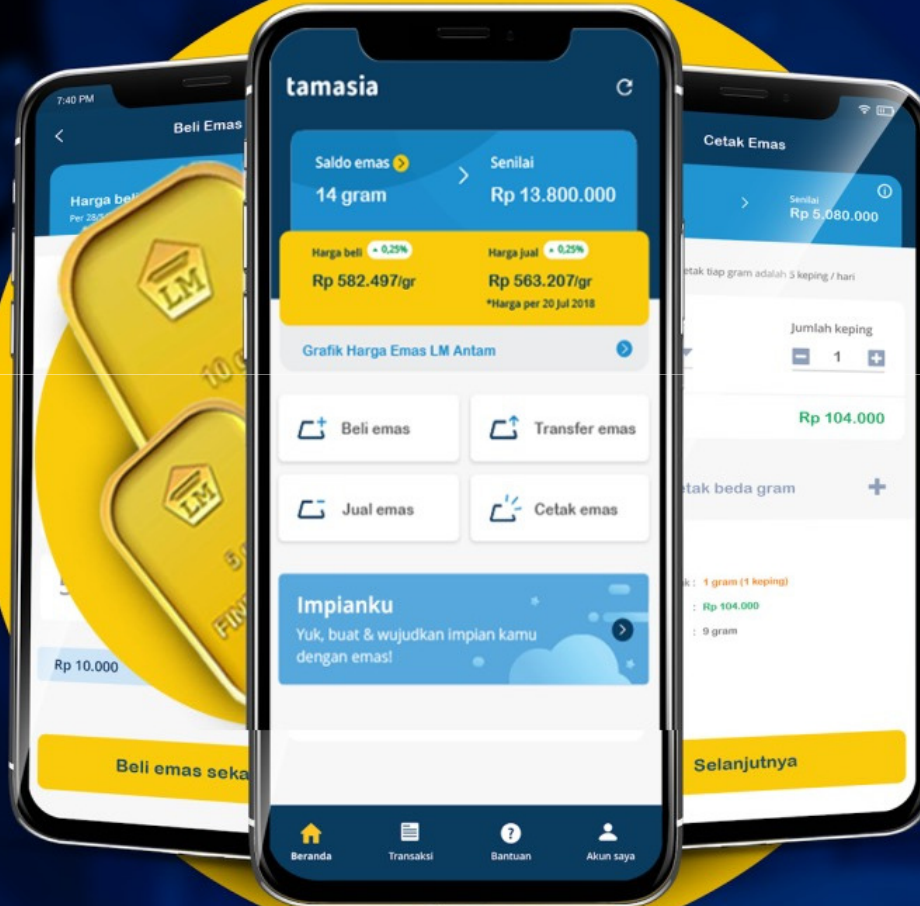 7:40 PM
Beli Emas
Harga beli
LM
10
LM
5
Rp 10.000
Beli emas
tamasia
Saldo emas
Senilai
14 gram
Rp 13.800.000
Harga beli
0,25%
Harga jual
0,25%
Rp 582.497/gr
Rp 563.207/gr
*Harga per 20 Jul 2018
Grafik Harga Emas LM Antam
Beli emas
Transfer emas
Jual emas
Cetak emas
Impianku
Yuk, buat & wujudkan impian kamu
dengan emas!
Beranda
Transaksi
Bantuan
Akun saya
Cetak Emas
Senilai
Rp 5.080.000
tiap gram adalah 5 keping / hari
Jumlah keping
1
Rp 104.000
beda gram
: 1 gram (1 keping)
: Rp 104.000
: 9 gram
Selanjutnya